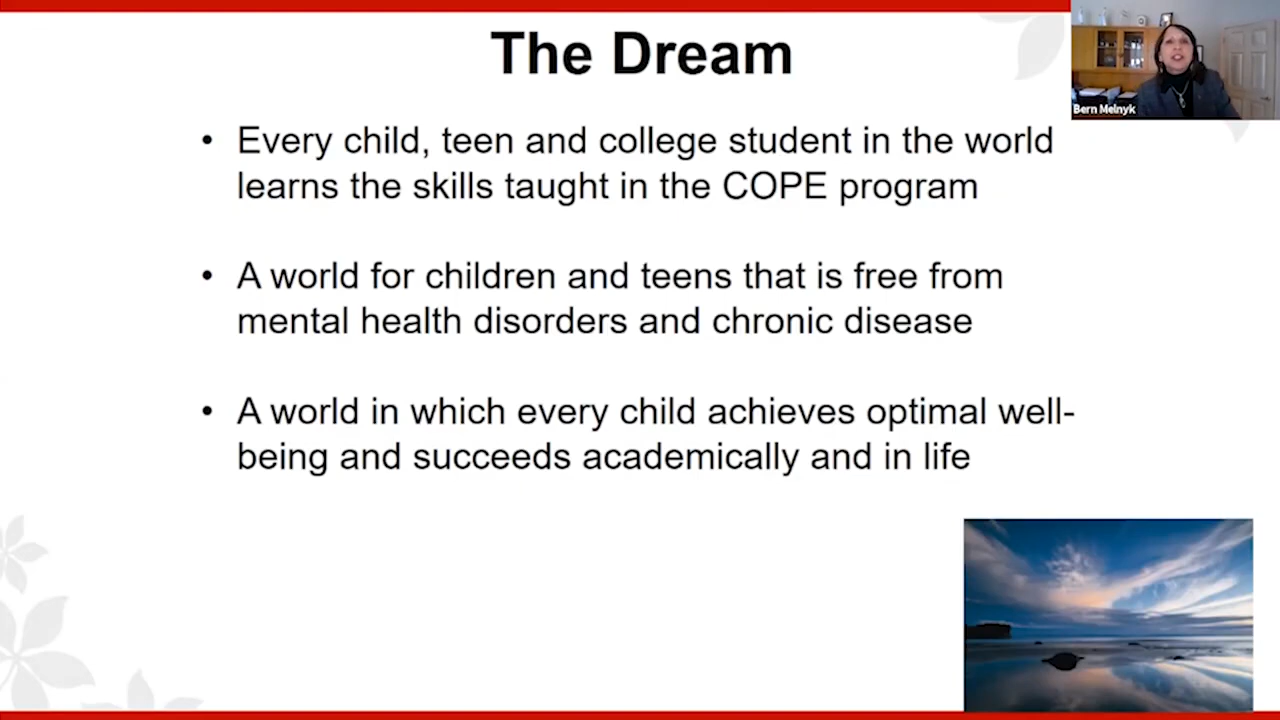 The Dream
Bern Melnyk
• Every child, teen and college student in the world
learns the skills taught in the COPE program
• A world for children and teens that is free from
mental health disorders and chronic disease
• A world in which every child achieves optimal well-
being and succeeds academically and in life